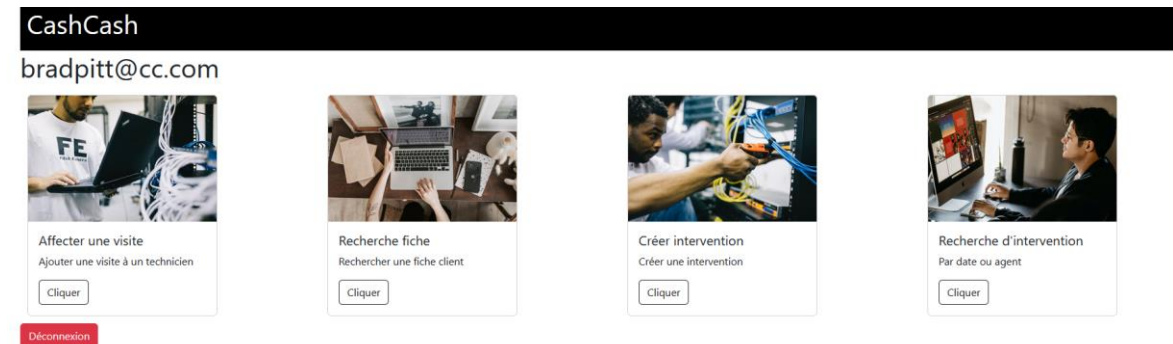 CashCash
bradpitt@cc.com
FE
Affecter une visite
Ajouter une visite à un technicien
Cliquer
Recherche fiche
Rechercher une fiche client
Cliquer
Créer intervention
Créer une intervention
Cliquer
Recherche d'intervention
Par date ou agent
Cliquer
Déconnexion